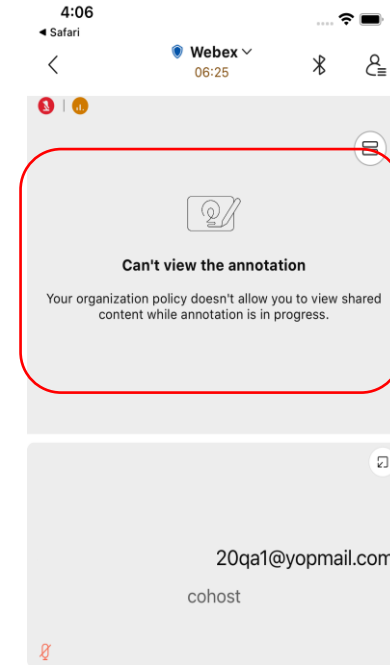 4:06
◀ Safari
Webex
06:25
Can't view the annotation
Your organization policy doesn't allow you to view shared
content while annotation is in progress.
20qa1@yopmail.com
cohost